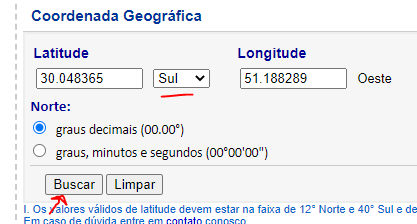 Coordenada Geográfica
Latitude Longitude
30.048365 Sul 51.188289 Oeste
Norte:
graus decimais (00.00°)
graus, minutos e segundos (00°00'00")
Buscar Limpar
I. Os valores válidos de latitude devem estar na faixa de 12° Norte e 40° Sul e de
Em caso de dúvida entre em contato conosco